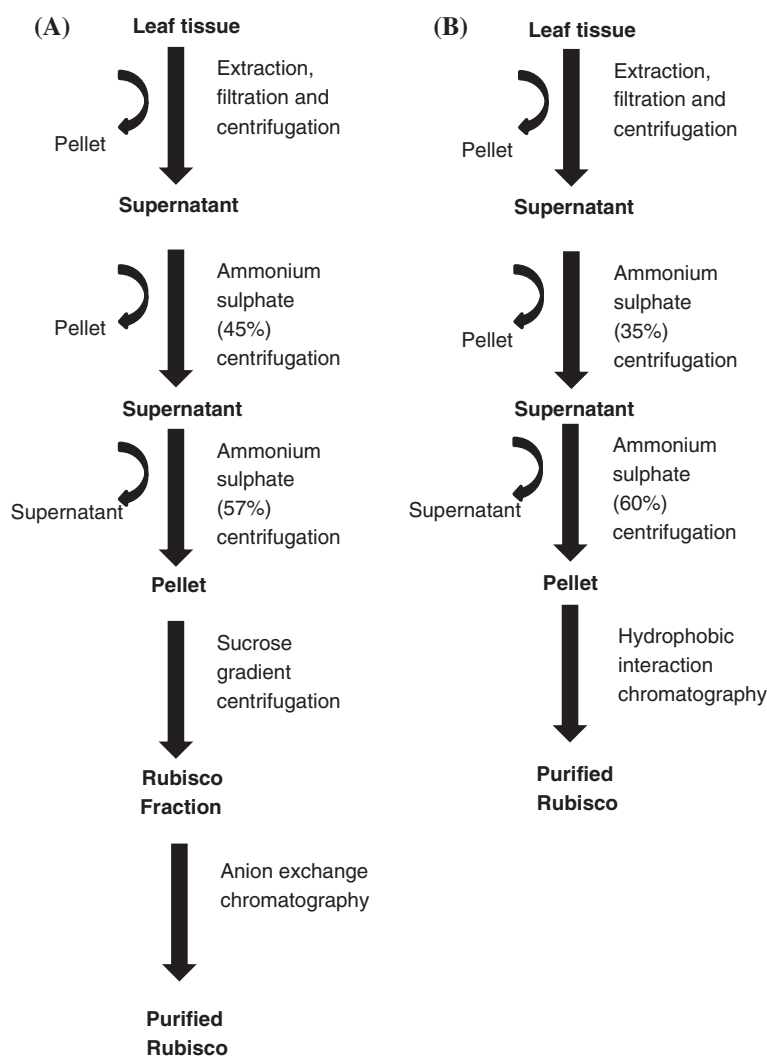 (A)
Leaf tissue
Extraction,
filtration and
centrifugation
Pellet
Supernatant
Ammonium
sulphate
(45%)
centrifugation
Pellet
Supernatant
Ammonium
sulphate
(57%)
centrifugation
Supernatant
Pellet
Sucrose
gradient
centrifugation
Rubisco
Fraction
Anion exchange
chromatography
Purified
Rubisco
(B)
Leaf tissue
Extraction,
filtration and
centrifugation
Pellet
Supernatant
Ammonium
sulphate
(35%)
centrifugation
Pellet
Supernatant
Ammonium
sulphate
(60%)
centrifugation
Supernatant
Pellet
Hydrophobic
interaction
chromatography
Purified
Rubisco